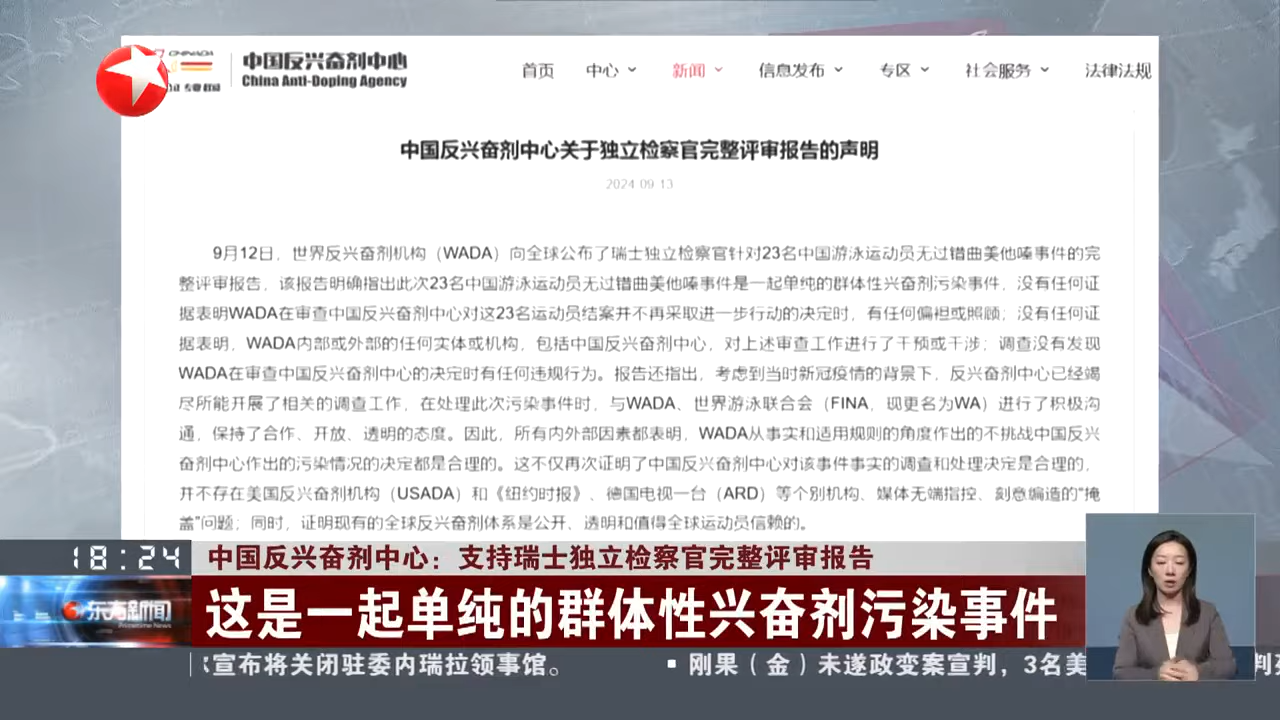 CHINADA
中国反兴奋剂中心
China Anti-Doping Agency
首页 中心 新闻 信息发布 专区 社会服务 法律法规
中国反兴奋剂中心关于独立检察官完整评审报告的声明
2024 09 13
9月12日，世界反兴奋剂机构（WADA）向全球公布了瑞士独立检察官针对23名中国游泳运动员无过错曲美他嗪事件的完
整评审报告，该报告明确指出此次23名中国游泳运动员无过错曲美他嗪事件是一起单纯的群体性兴奋剂污染事件，没有任何证
据表明WADA在审查中国反兴奋剂中心对这23名运动员结案并不再采取进一步行动的决定时，有任何偏袒或照顾；没有任何证
据表明，WADA内部或外部的任何实体或机构，包括中国反兴奋剂中心，对上述审查工作进行了干预或干涉；调查没有发现
WADA在审查中国反兴奋剂中心的决定时有任何违规行为。报告还指出，考虑到当时新冠疫情的背景下，反兴奋剂中心已经竭
尽所能开展了相关的调查工作，在处理此次污染事件时，与WADA、世界游泳联合会（FINA，现更名为WA）进行了积极沟
通，保持了合作、开放、透明的态度。因此，所有内外部因素都表明，WADA从事实和适用规则的角度作出的不挑战中国反兴
奋剂中心作出的污染情况的决定都是合理的。这不仅再次证明了中国反兴奋剂中心对该事件事实的调查和处理决定是合理的，
并不存在美国反兴奋剂机构（USADA）和《纽约时报》、德国电视一台（ARD）等个别机构、媒体无端指控、刻意编造的“掩
盖”问题；同时，证明现有的全球反兴奋剂体系是公开、透明和值得全球运动员信赖的。
18:24
中国反兴奋剂中心：支持瑞士独立检察官完整评审报告
东方新闻
Primetime News
这是一起单纯的群体性兴奋剂污染事件
宣布将关闭驻委内瑞拉领事馆。 ■ 刚果（金）未遂政变案宣判，3名美